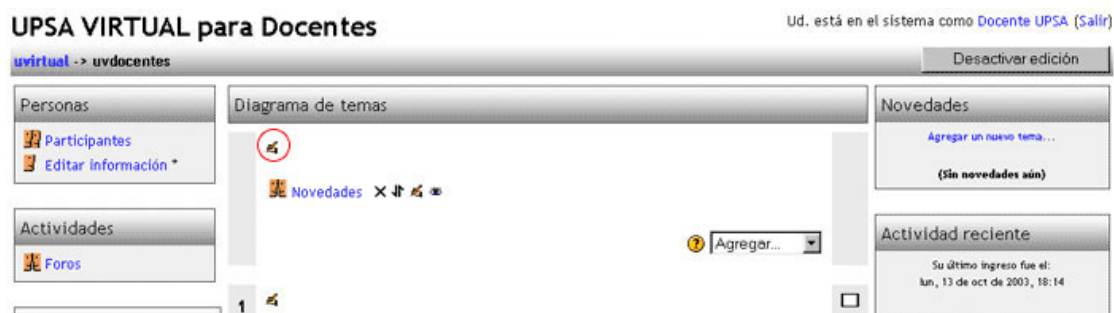 UPSA VIRTUAL para Docentes
Ud. está en el sistema como Docente UPSA (Salir)
uvirtual -> uvdocentes
Desactivar edición
Personas
Participantes
Editar información *
Actividades
Foros
Diagrama de temas
Novedades
Agregar...
1
Novedades
Agregar un nuevo tema...
(Sin novedades aún)
Actividad reciente
Su último ingreso fue el:
lun, 13 de oct de 2003, 18:14